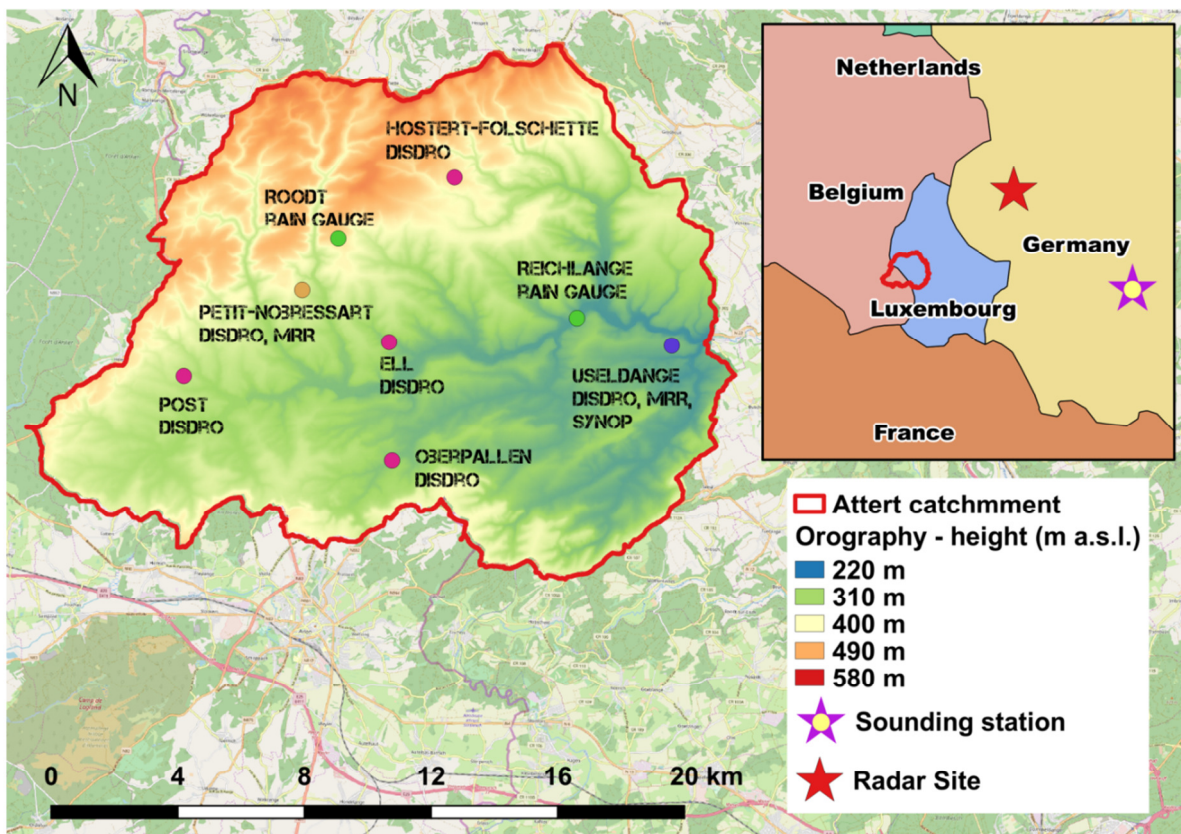 N
HOSTERT-FOLSCHETTE
DISDRO
ROODT
RAIN GAUGE
REICHLANGE
RAIN GAUGE
PETIT-NOBRESSART
DISDRO, MRR
ELL
DISDRO
USELDANGE
DISDRO, MRR,
SYNOP
POST
DISDRO
OBERPALLEN
DISDRO
0 4 8 12 16 20 km
Netherlands
Belgium
Germany
Luxembourg
France
Attert catchmment
Orography - height (m a.s.l.)
220 m
310 m
400 m
490 m
580 m
Sounding station
Radar Site